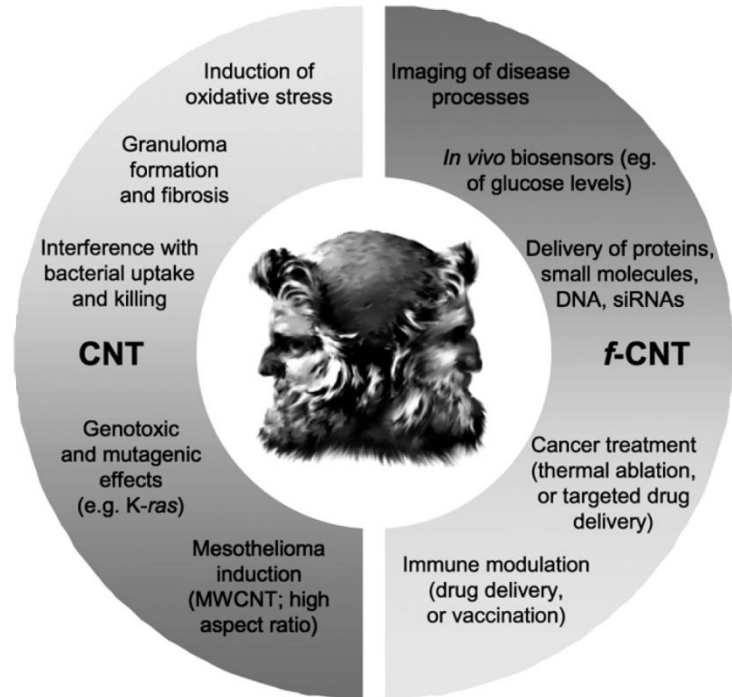 Induction of
oxidative stress
Granuloma
formation
and fibrosis
Interference with
bacterial uptake
and killing
CNT
Genotoxic
and mutagenic
effects
(e.g. K-ras)
Mesothelioma
induction
(MWCNT; high
aspect ratio)
Imaging of disease
processes
In vivo biosensors (eg.
of glucose levels)
Delivery of proteins,
small molecules,
DNA, siRNAs
f-CNT
Cancer treatment
(thermal ablation,
or targeted drug
delivery)
Immune modulation
(drug delivery,
or vaccination)